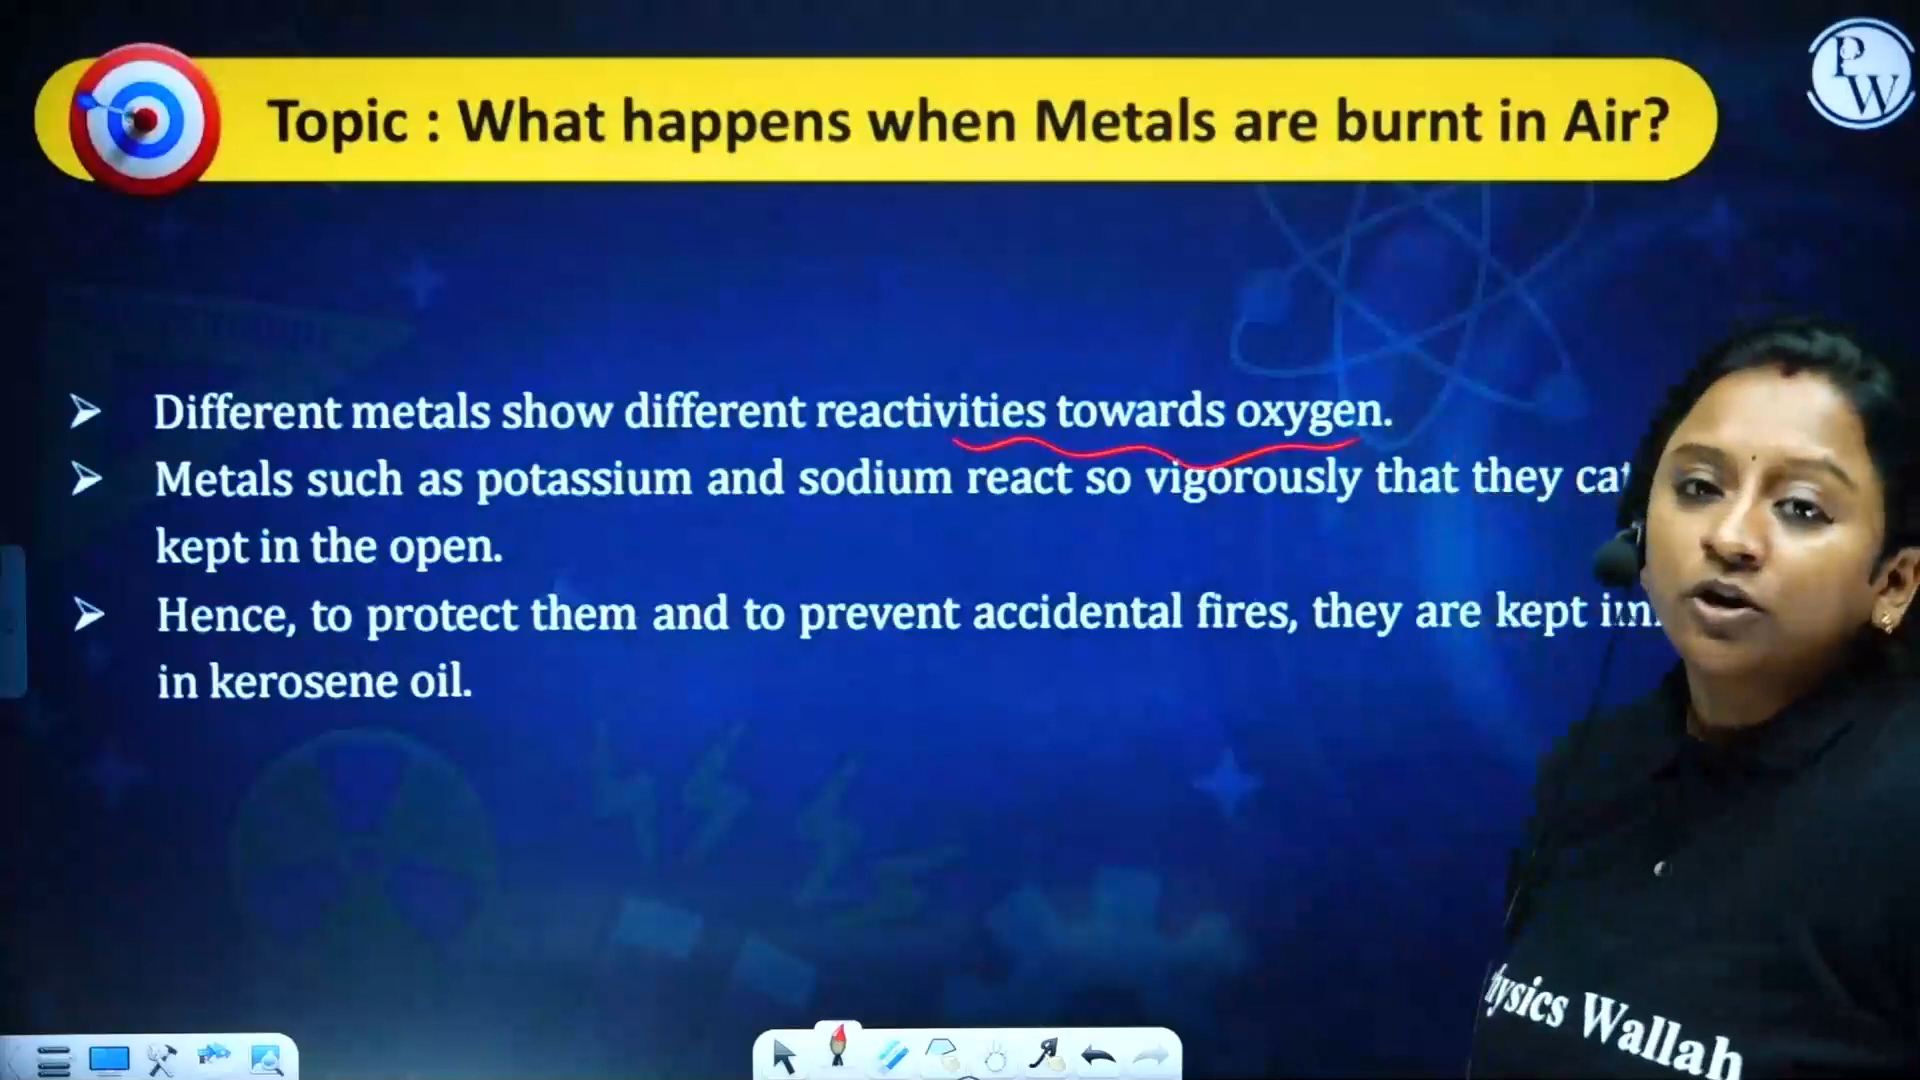 Topic : What happens when Metals are burnt in Air?
PW
Different metals show different reactivities towards oxygen.
Metals such as potassium and sodium react so vigorously that they
kept in the open.
Hence, to protect them and to prevent accidental fires, they are kept
in kerosene oil.
hysics Wallah